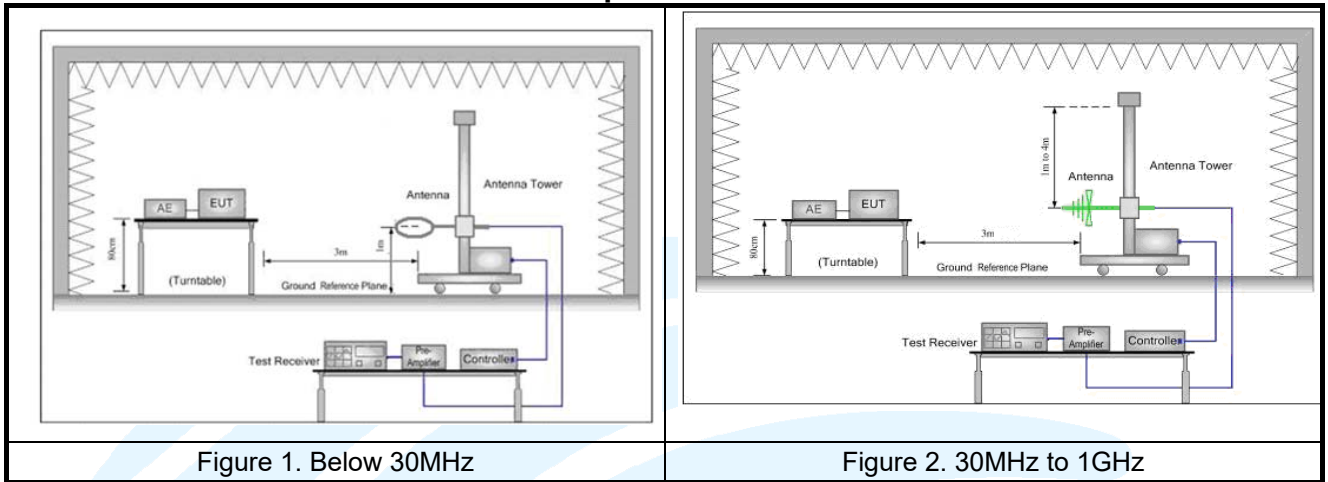 Antenna
Antenna Tower
AE
EUT
80cm
3m
1m
(Turntable)
Ground Reference Plane
Test Receiver
Pre-
Amplifier
Controller
Figure 1. Below 30MHz
1m to 4m
Antenna
Antenna Tower
AE
EUT
80cm
3m
(Turntable)
Ground Reference Plane
Test Receiver
Pre-
Amplifier
Controller
Figure 2. 30MHz to 1GHz